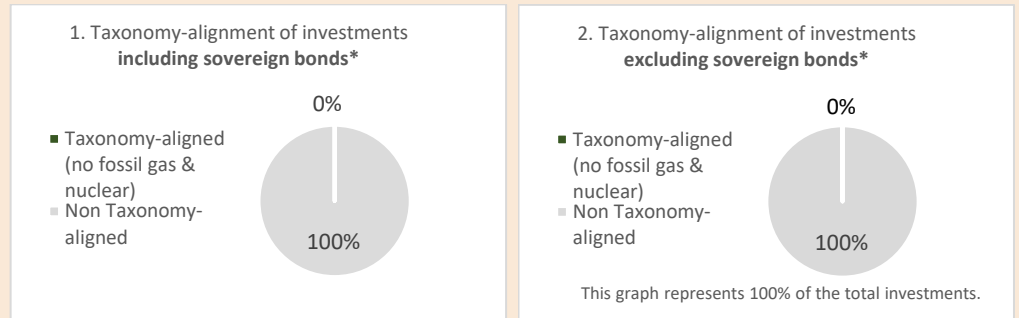 1. Taxonomy-alignment of investments
including sovereign bonds*
0%
Taxonomy-aligned
(no fossil gas &
nuclear)
Non Taxonomy-
aligned
100%
2. Taxonomy-alignment of investments
excluding sovereign bonds*
0%
Taxonomy-aligned
(no fossil gas &
nuclear)
Non Taxonomy-
aligned
100%
This graph represents 100% of the total investments.